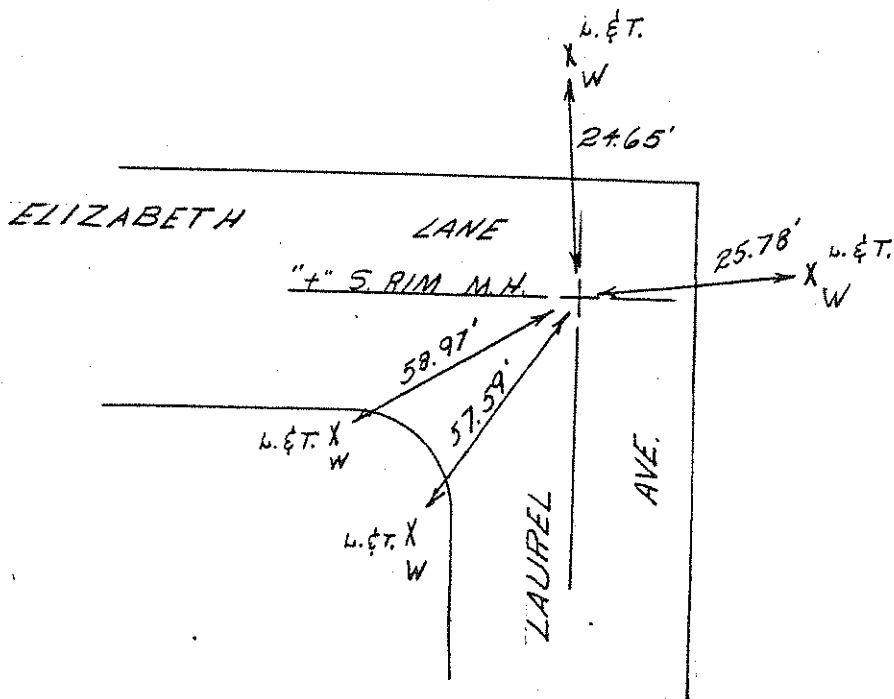 L. & T.
X
W
24.65'
ELIZABETH LANE
25.78'
X L. & T.
W
"+" S. RIM M.H.
58.97'
57.59'
L. & T. X
W
L. & T. X
W
LAUREL AVE.